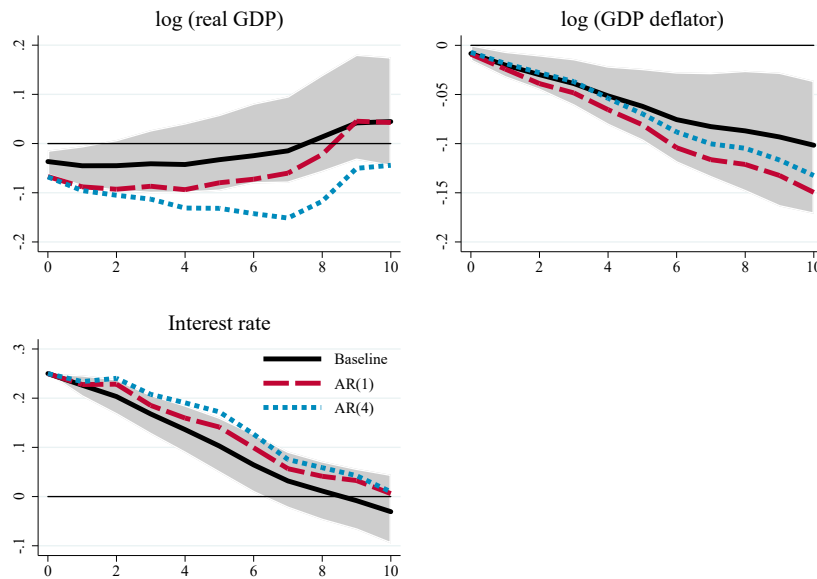 log (real GDP)
.2
.1
0
-.1
-.2
0 2 4 6 8 10
log (GDP deflator)
0
-.05
-.1
-.15
-.2
0 2 4 6 8 10
Interest rate
.3
.2
.1
0
-.1
0 2 4 6 8 10
Baseline
AR(1)
AR(4)